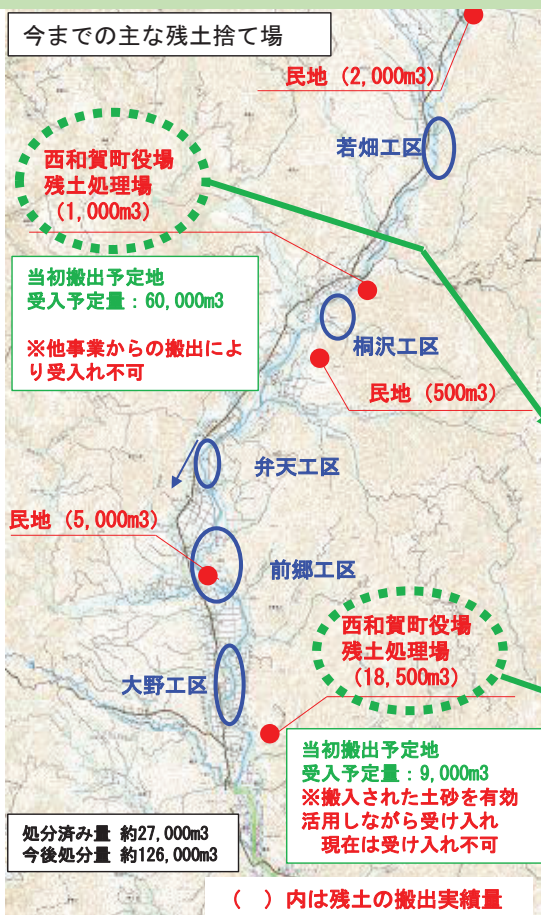 今までの主な残土捨て場
民地（2,000m3）
若畑工区
西和賀町役場
残土処理場
（1,000m3）
当初搬出予定地
受入予定量：60,000m3
※他事業からの搬出によ
り受入れ不可
桐沢工区
民地（500m3）
弁天工区
民地（5,000m3）
前郷工区
西和賀町役場
残土処理場
（18,500m3）
大野工区
当初搬出予定地
受入予定量：9,000m3
※搬入された土砂を有効
活用しながら受け入れ
現在は受け入れ不可
処分済み量 約27,000m3
今後処分量 約126,000m3
（　）内は残土の搬出実績量